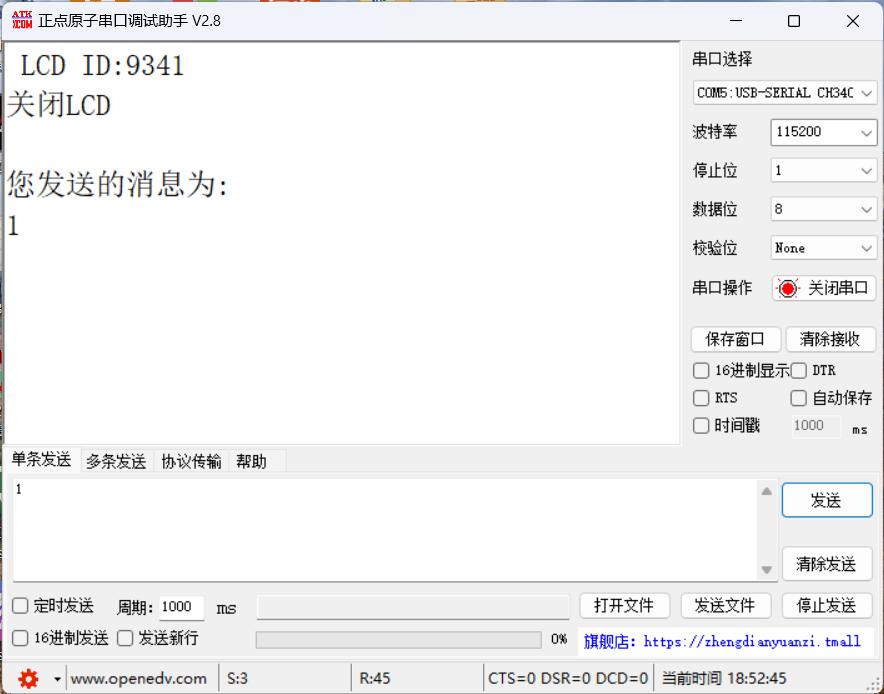 ATK
XCOM
正点原子串口调试助手 V2.8
LCD ID:9341
关闭LCD
您发送的消息为:
1
串口选择
COM5:USB-SERIAL CH340
波特率
115200
停止位
1
数据位
8
校验位
None
串口操作
关闭串口
保存窗口
清除接收
16进制显示
DTR
RTS
自动保存
时间戳
1000
ms
单条发送
多条发送
协议传输
帮助
1
发送
清除发送
定时发送
周期:
1000
ms
打开文件
发送文件
停止发送
16进制发送
发送新行
0%
旗舰店: https://zhengdianyuanzi.tmall
www.openedv.com
S:3
R:45
CTS=0 DSR=0 DCD=0
当前时间 18:52:45